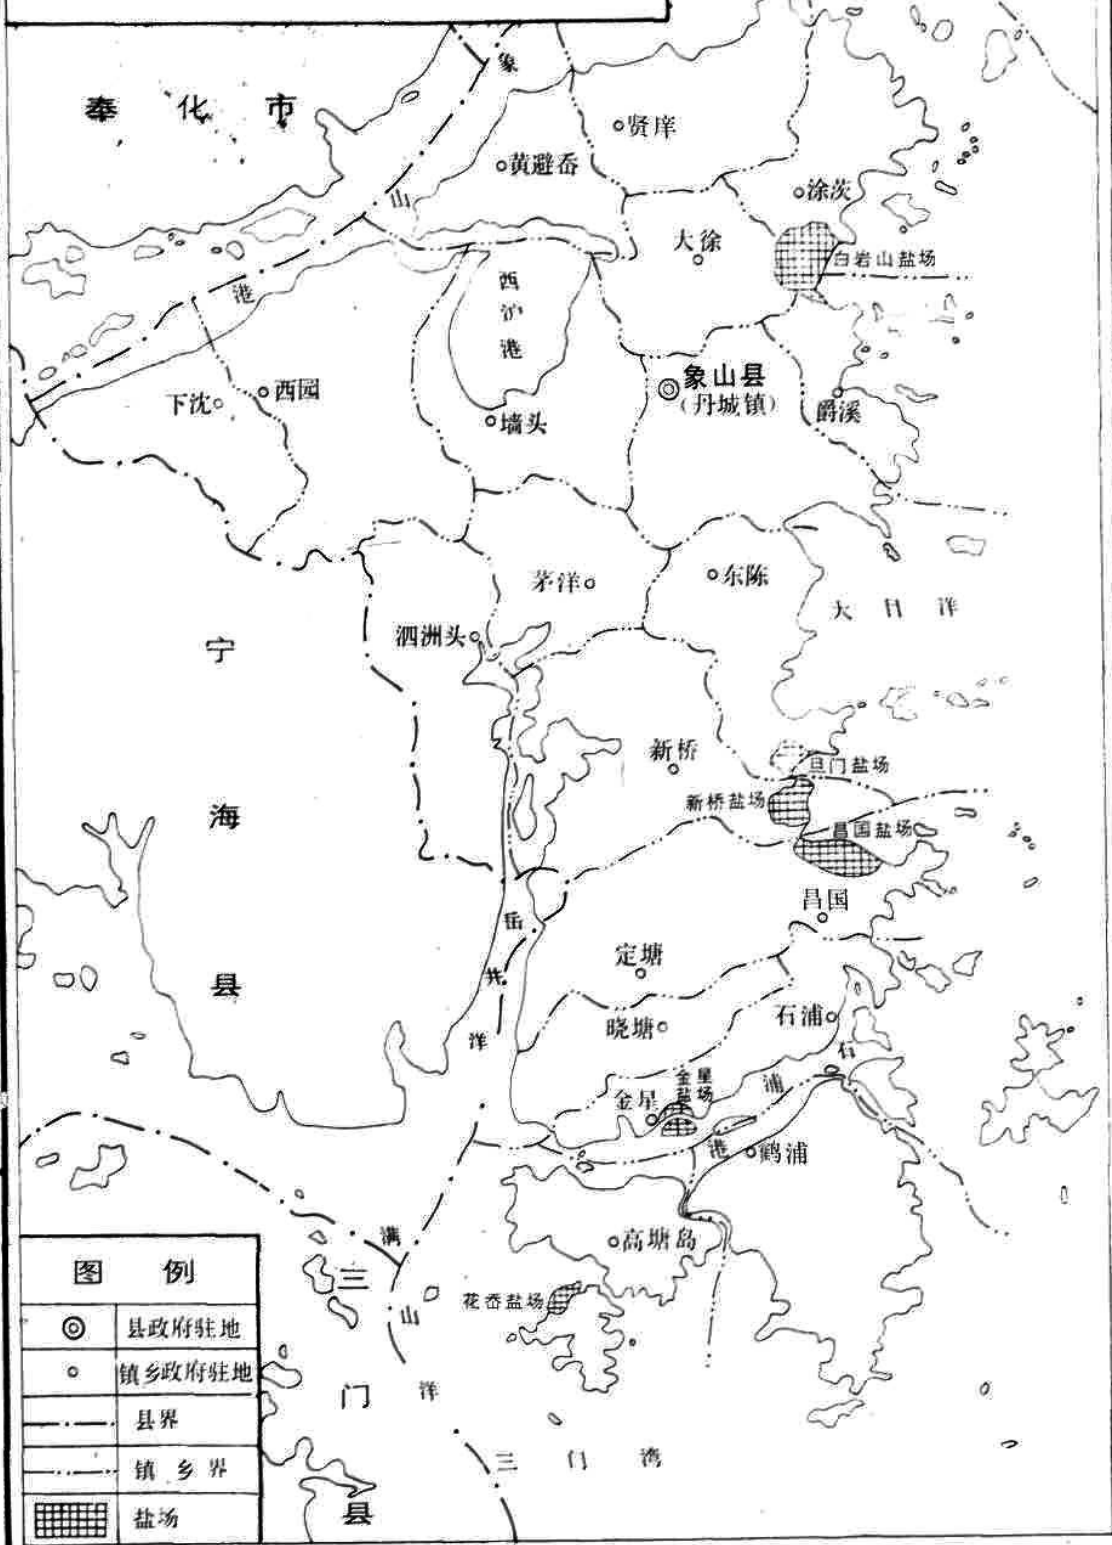 奉化市
象
山
港
贤庠
黄避岙
涂茨
大徐
白岩山盐场
西
沪
港
象山县
(丹城镇)
爵溪
下沈
西园
墙头
茅洋
东陈
大目洋
泗洲头
宁
海
县
新桥
旦门盐场
新桥盐场
昌国盐场
昌国
岳
井
洋
定塘
晓塘
石浦
石
浦
港
金星
盐场
金星
鹤浦
高塘岛
花岙盐场
满
山
洋
三
门
县
三门湾
图例
县政府驻地
镇乡政府驻地
县界
镇乡界
盐场